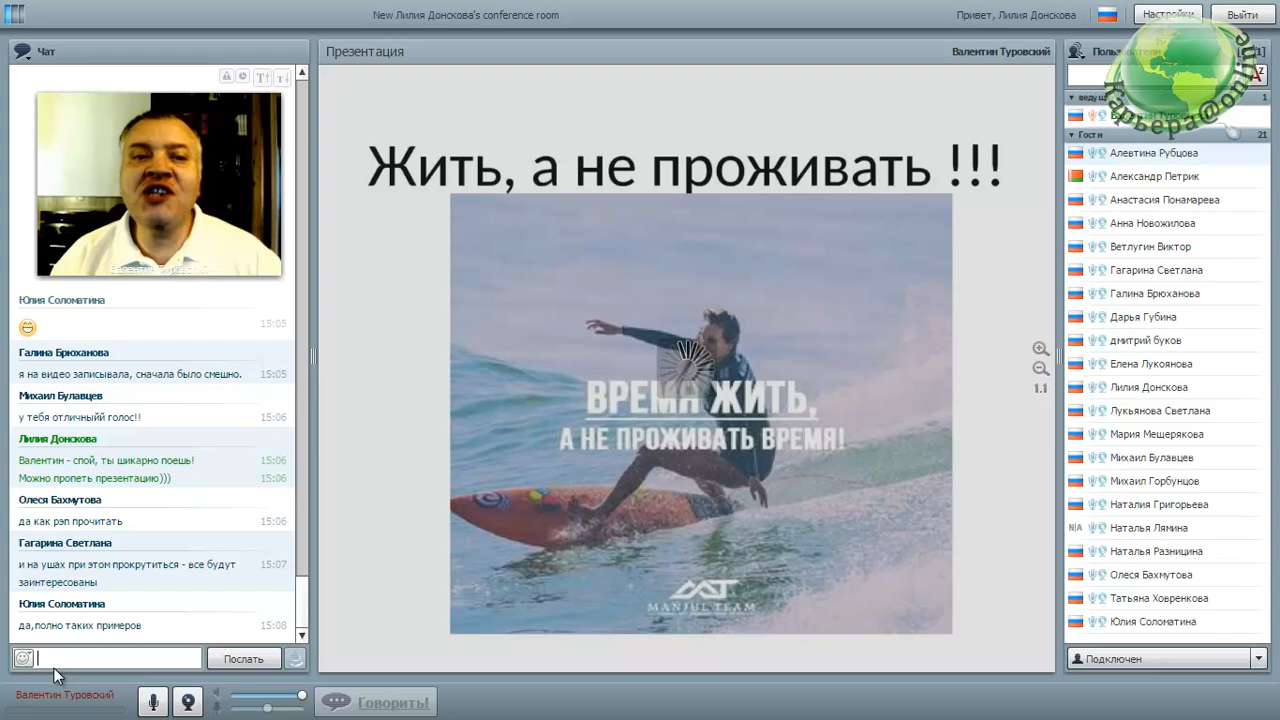 New Лилия Донскова's conference room
Привет, Лилия Донскова
Настройки
Выйти
Чат
Валентин Туровский
Юлия Соломатина
15:05
Галина Брюханова
я на видео записывала, сначала было смешно.
15:05
Михаил Булавцев
у тебя отличныйй голос!!
15:06
Лилия Донскова
Валентин - спой, ты шикарно поешь!
15:06
Можно пропеть презентацию)))
15:06
Олеся Бахмутова
да как рэп прочитать
15:06
Гагарина Светлана
и на ушах при этом прокрутиться - все будут
15:07
заинтересованы
Юлия Соломатина
да,полно таких примеров
15:08
Послать
Валентин Туровский
Говорить!
Презентация
Валентин Туровский
Жить, а не проживать !!!
ВРЕМЯ ЖИТЬ,
А НЕ ПРОЖИВАТЬ ВРЕМЯ!
MANJUL TEAM
1:1
Карьера@online
1
Гости
21
Алевтина Рубцова
Александр Петрик
Анастасия Понамарева
Анна Новожилова
Ветлугин Виктор
Гагарина Светлана
Галина Брюханова
Дарья Губина
дмитрий буков
Елена Лукоянова
Лилия Донскова
Лукьянова Светлана
Мария Мещерякова
Михаил Булавцев
Михаил Горбунцов
Наталия Григорьева
N/A Наталья Лямина
Наталья Разницина
Олеся Бахмутова
Татьяна Ховренкова
Юлия Соломатина
Подключен